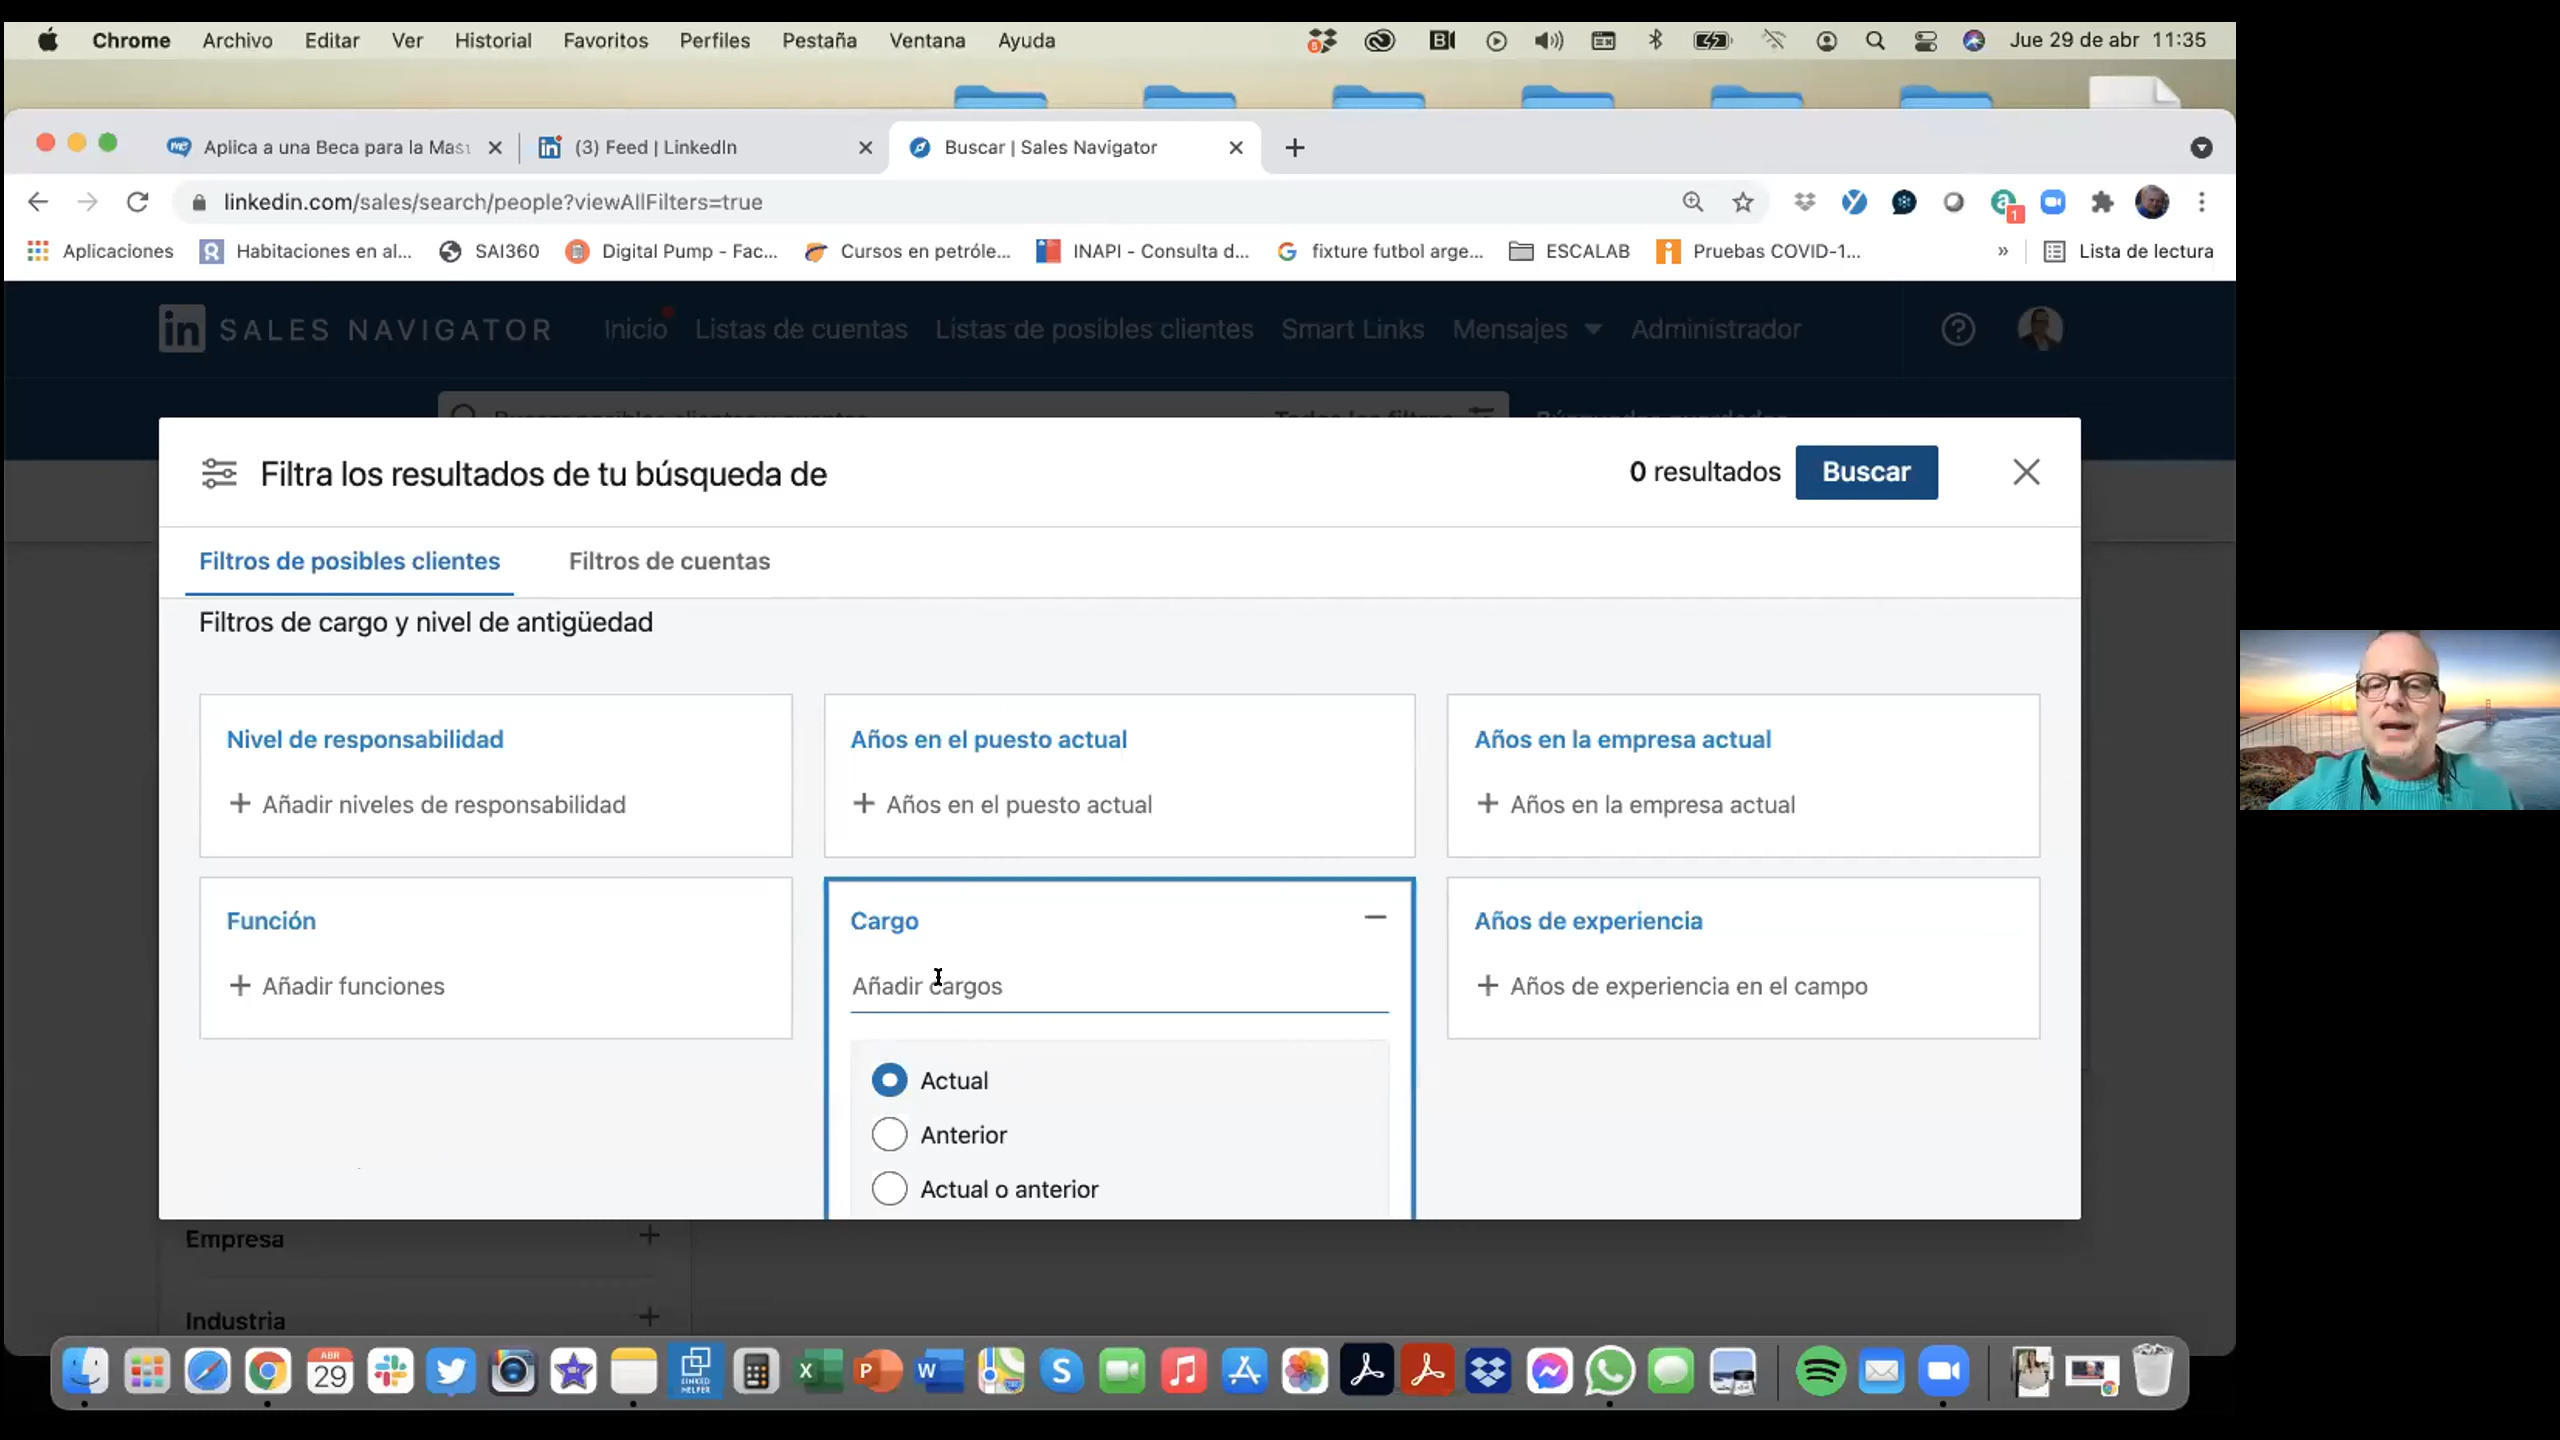 Chrome Archivo Editar Ver Historial Favoritos Perfiles Pestaña Ventana Ayuda Jue 29 de abr 11:35
Aplica a una Beca para la Mas (3) Feed | LinkedIn Buscar | Sales Navigator
linkedin.com/sales/search/people?viewAllFilters=true 1
Aplicaciones Habitaciones en al... SAI360 Digital Pump - Fac... Cursos en petróle... INAPI - Consulta d... fixture futbol arge... ESCALAB Pruebas COVID-1... » Lista de lectura
in SALES NAVIGATOR Inicio Listas de cuentas Listas de posibles clientes Smart Links Mensajes Administrador
Filtra los resultados de tu búsqueda de 0 resultados Buscar
Filtros de posibles clientes Filtros de cuentas
Filtros de cargo y nivel de antigüedad
Nivel de responsabilidad Años en el puesto actual Años en la empresa actual
+ Añadir niveles de responsabilidad + Años en el puesto actual + Años en la empresa actual
Función Cargo Años de experiencia
+ Añadir funciones Añadir cargos + Años de experiencia en el campo
Actual
Anterior
Actual o anterior
Empresa +
Industria +
ABR
29
LINKED
HELPER